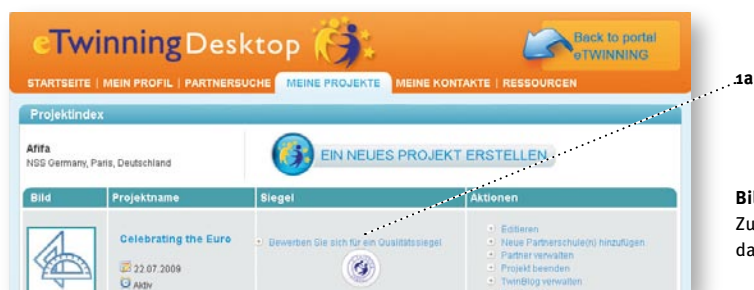 eTwinning Desktop
Back to portal
eTWINNING
STARTSEITE | MEIN PROFIL | PARTNERSUCHE MEINE PROJEKTE MEINE KONTAKTE | RESSOURCEN
1a
Projektindex
Afifa
NSS Germany, Paris, Deutschland
EIN NEUES PROJEKT ERSTELLEN
Bild Projektname Siegel Aktionen
Celebrating the Euro
22.07.2009
Aktiv
Bewerben Sie sich für ein Qualitätssiegel
Editieren
Neue Partnerschule(n) hinzufügen
Partner verwalten
Projekt beenden
TwinBlog verwalten
Bil
Zu
da